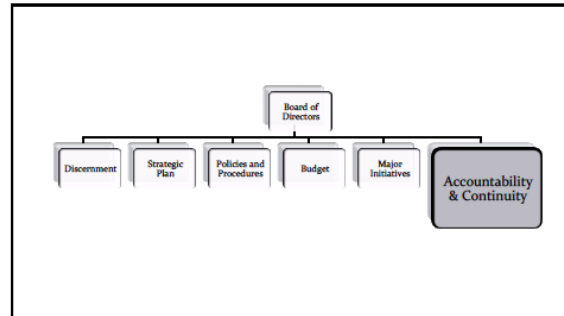 Board of
Directors
Discernment
Strategic
Plan
Policies and
Procedures
Budget
Major
Initiatives
Accountability
& Continuity